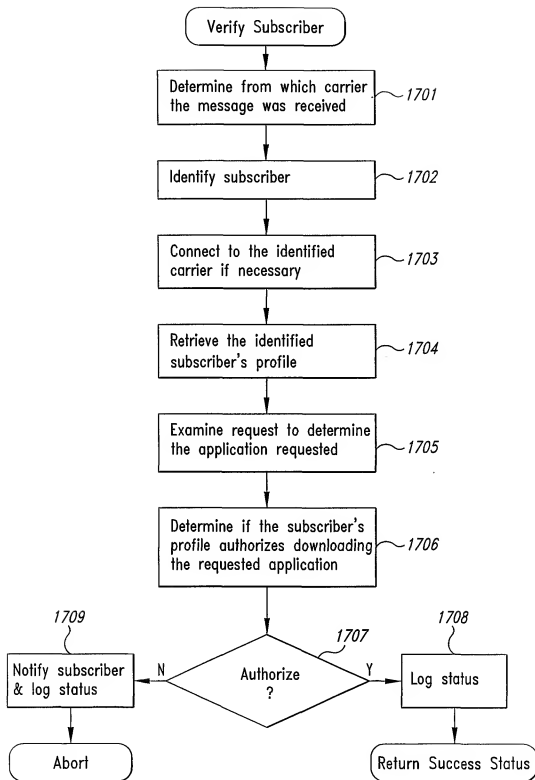 Verify Subscriber
Determine from which carrier
the message was received
1701
Identify subscriber
1702
Connect to the identified
carrier if necessary
1703
Retrieve the identified
subscriber's profile
1704
Examine request to determine
the application requested
1705
Determine if the subscriber's
profile authorizes downloading
the requested application
1706
1709
1707
1708
Notify subscriber
& log status
N
Authorize
?
Y
Log status
Abort
Return Success Status